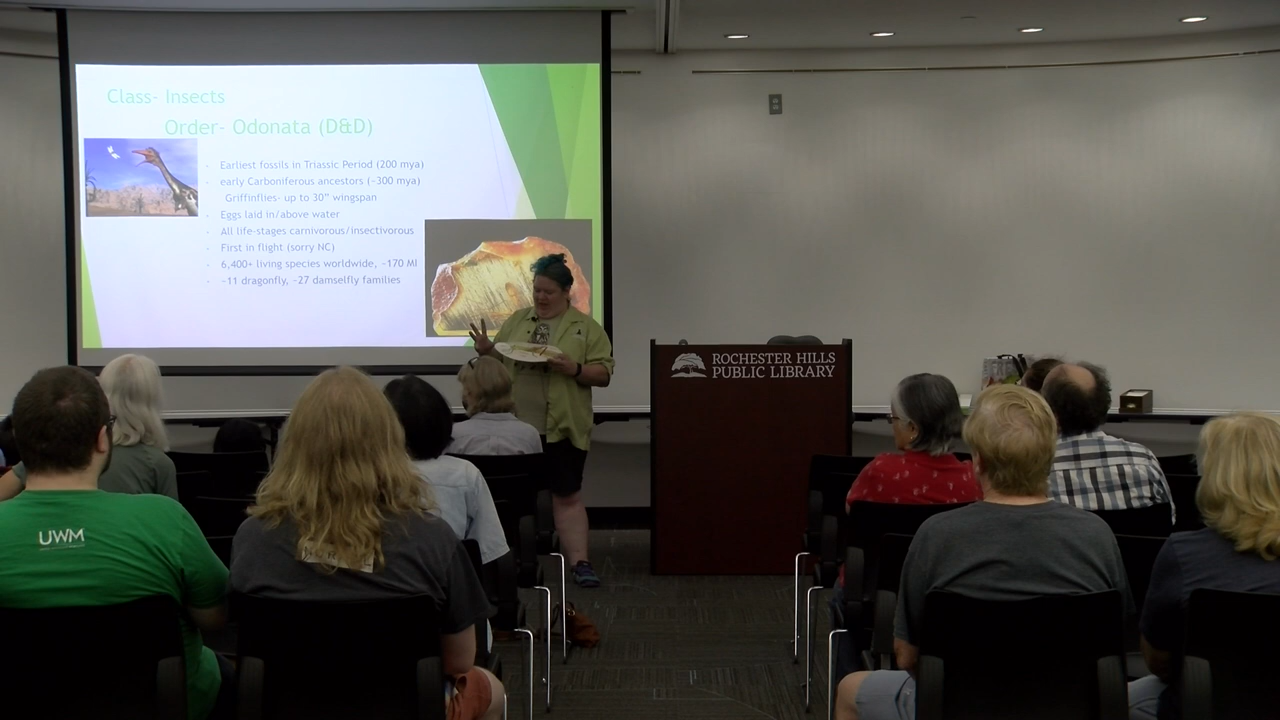 Class- Insects
Order- Odonata (D&D)
- Earliest fossils in Triassic Period (200 mya)
- early Carboniferous ancestors (~300 mya)
Griffinflies- up to 30" wingspan
- Eggs laid in/above water
- All life-stages carnivorous/insectivorous
- First in flight (sorry NC)
- 6,400+ living species worldwide, ~170 MI
- ~11 dragonfly, ~27 damselfly families
ROCHESTER HILLS
PUBLIC LIBRARY
UWM